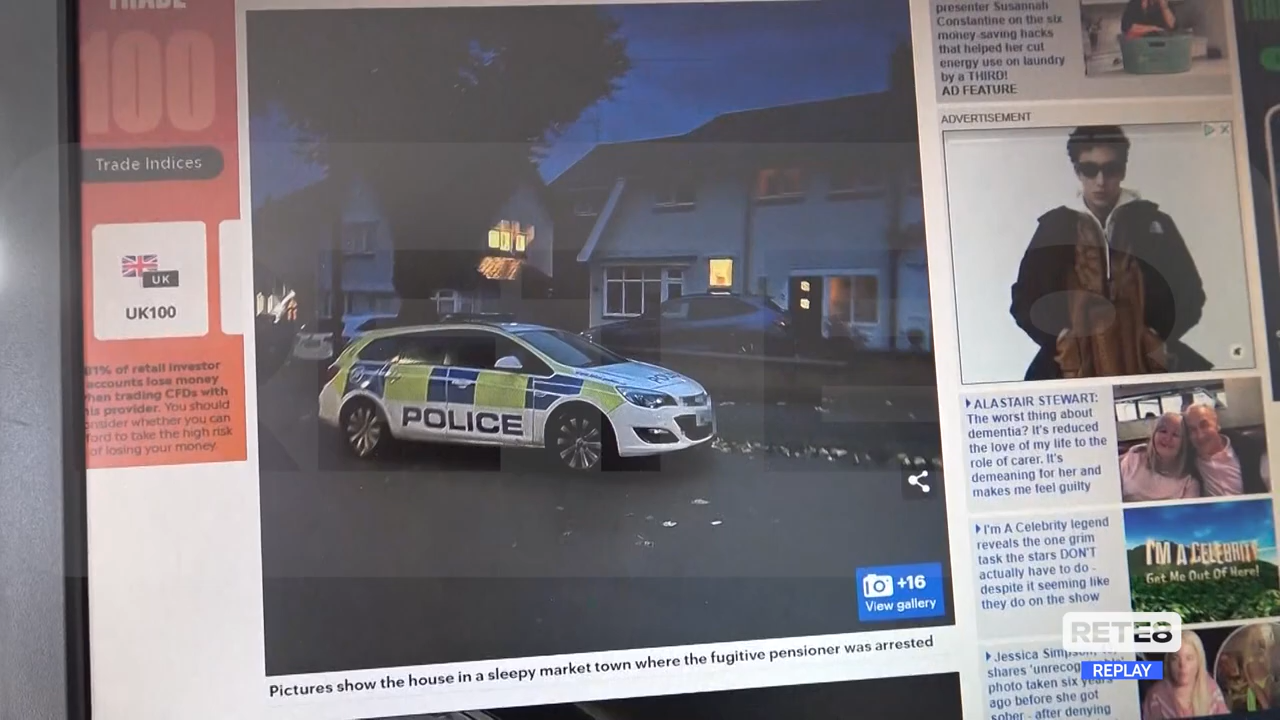 TRADE
100
Trade Indices
UK
UK100
81% of retail investor
accounts lose money
when trading CFDs with
this provider. You should
consider whether you can
afford to take the high risk
of losing your money.
POLICE
+16
View gallery
Pictures show the house in a sleepy market town where the fugitive pensioner was arrested
presenter Susannah
Constantine on the six
money-saving hacks
that helped her cut
energy use on laundry
by a THIRD!
AD FEATURE
ADVERTISEMENT
ALASTAIR STEWART:
The worst thing about
dementia? It's reduced
the love of my life to the
role of carer. It's
demeaning for her and
makes me feel guilty
I'm A Celebrity legend
reveals the one grim
task the stars DON'T
actually have to do -
despite it seeming like
they do on the show
I'M A CELEBRITY
Get Me Out Of Here!
RETE8
REPLAY
Jessica
shares
photo taken six years
ago before she got
sober - after denying